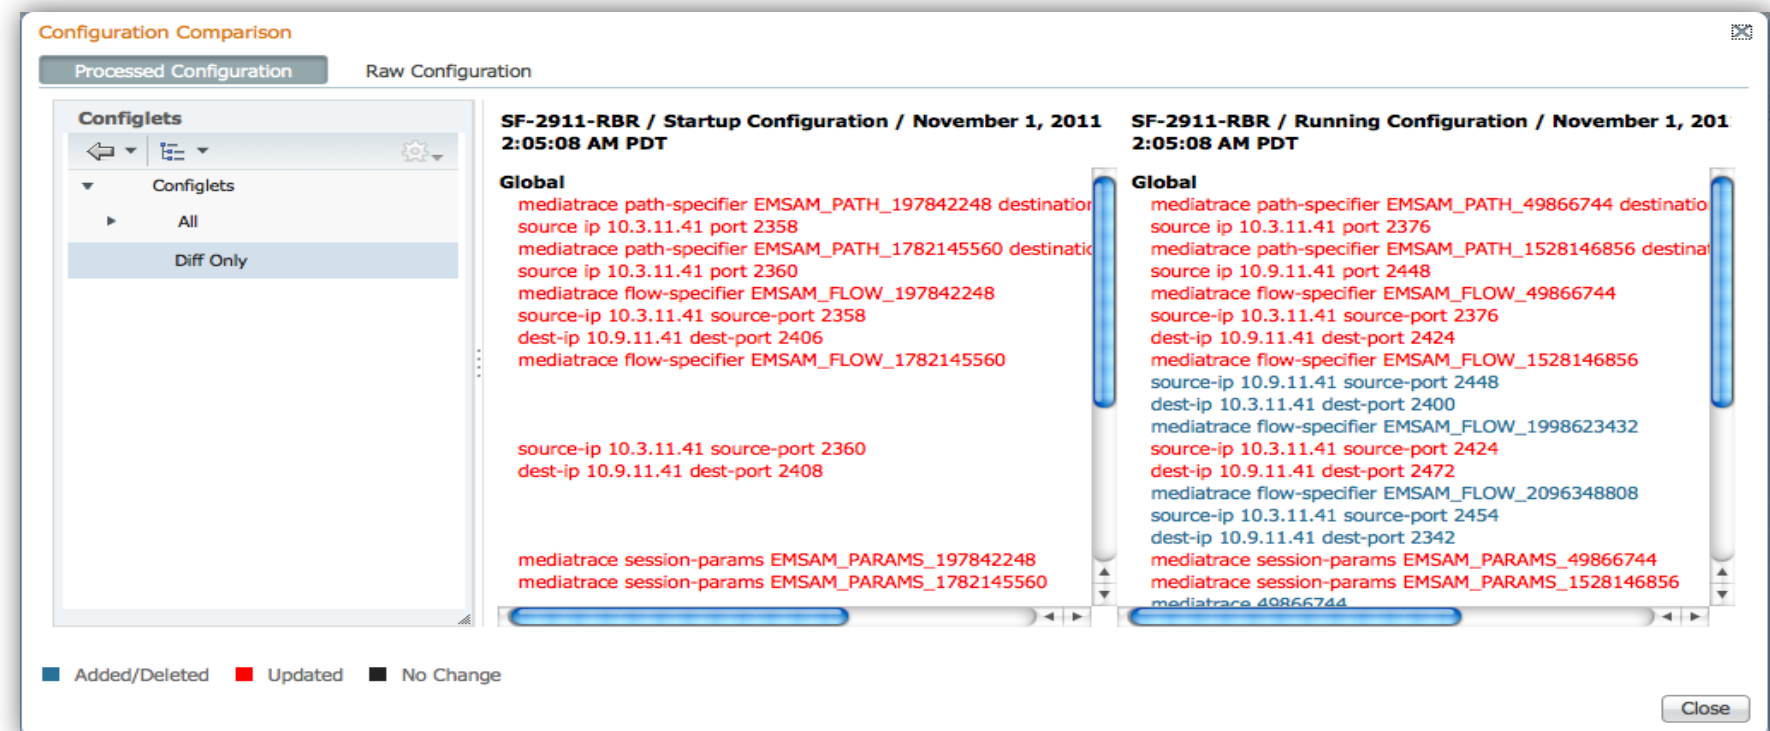 Configuration Comparison
Processed Configuration
Raw Configuration
Configlets
Configlets
All
Diff Only
SF-2911-RBR / Startup Configuration / November 1, 2011
2:05:08 AM PDT
Global
mediatrace path-specifier EMSAM_PATH_197842248 destination
source ip 10.3.11.41 port 2358
mediatrace path-specifier EMSAM_PATH_1782145560 destinatic
source ip 10.3.11.41 port 2360
mediatrace flow-specifier EMSAM_FLOW_197842248
source-ip 10.3.11.41 source-port 2358
dest-ip 10.9.11.41 dest-port 2406
mediatrace flow-specifier EMSAM_FLOW_1782145560
source-ip 10.3.11.41 source-port 2360
dest-ip 10.9.11.41 dest-port 2408
mediatrace session-params EMSAM_PARAMS_197842248
mediatrace session-params EMSAM_PARAMS_1782145560
SF-2911-RBR / Running Configuration / November 1, 201
2:05:08 AM PDT
Global
mediatrace path-specifier EMSAM_PATH_49866744 destinatio
source ip 10.3.11.41 port 2376
mediatrace path-specifier EMSAM_PATH_1528146856 destinat
source ip 10.9.11.41 port 2448
mediatrace flow-specifier EMSAM_FLOW_49866744
source-ip 10.3.11.41 source-port 2376
dest-ip 10.9.11.41 dest-port 2424
mediatrace flow-specifier EMSAM_FLOW_1528146856
source-ip 10.9.11.41 source-port 2448
dest-ip 10.3.11.41 dest-port 2400
mediatrace flow-specifier EMSAM_FLOW_1998623432
source-ip 10.3.11.41 source-port 2424
dest-ip 10.9.11.41 dest-port 2472
mediatrace flow-specifier EMSAM_FLOW_2096348808
source-ip 10.3.11.41 source-port 2454
dest-ip 10.9.11.41 dest-port 2342
mediatrace session-params EMSAM_PARAMS_49866744
mediatrace session-params EMSAM_PARAMS_1528146856
mediatrace 49866744
Added/Deleted
Updated
No Change
Close